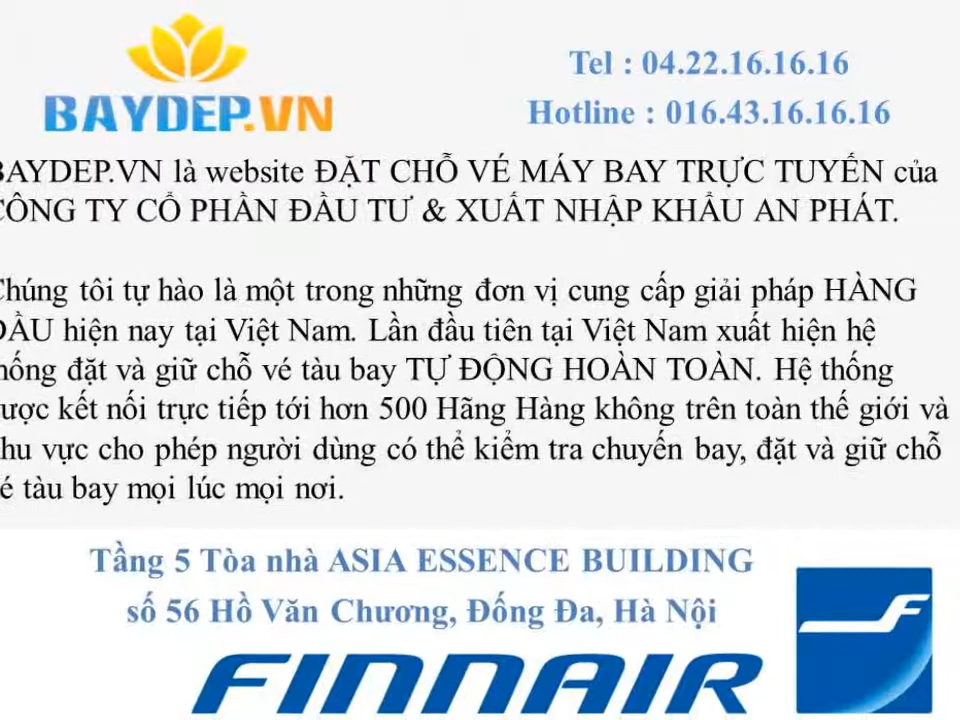 BAYDEP.VN
Tel : 04.22.16.16.16
Hotline : 016.43.16.16.16
BAYDEP.VN là website ĐẶT CHỖ VÉ MÁY BAY TRỰC TUYẾN của
CÔNG TY CỔ PHẦN ĐẦU TƯ & XUẤT NHẬP KHẨU AN PHÁT.
Chúng tôi tự hào là một trong những đơn vị cung cấp giải pháp HÀNG
ĐẦU hiện nay tại Việt Nam. Lần đầu tiên tại Việt Nam xuất hiện hệ
thống đặt và giữ chỗ vé tàu bay TỰ ĐỘNG HOÀN TOÀN. Hệ thống
được kết nối trực tiếp tới hơn 500 Hãng Hàng không trên toàn thế giới và
khu vực cho phép người dùng có thể kiểm tra chuyến bay, đặt và giữ chỗ
vé tàu bay mọi lúc mọi nơi.
Tầng 5 Tòa nhà ASIA ESSENCE BUILDING
số 56 Hồ Văn Chương, Đống Đa, Hà Nội
FINNAIR